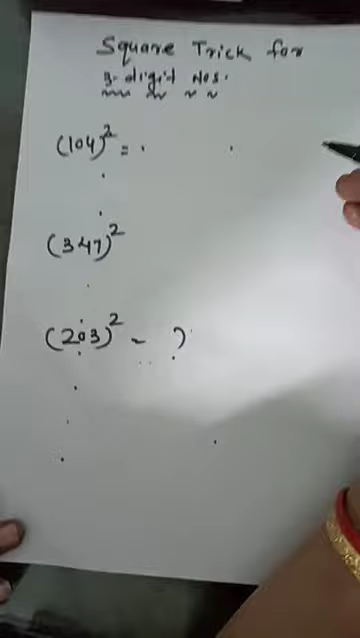 Square Trick for
3-digit Nos.
(104)² =
(347)²
(203)² - ?